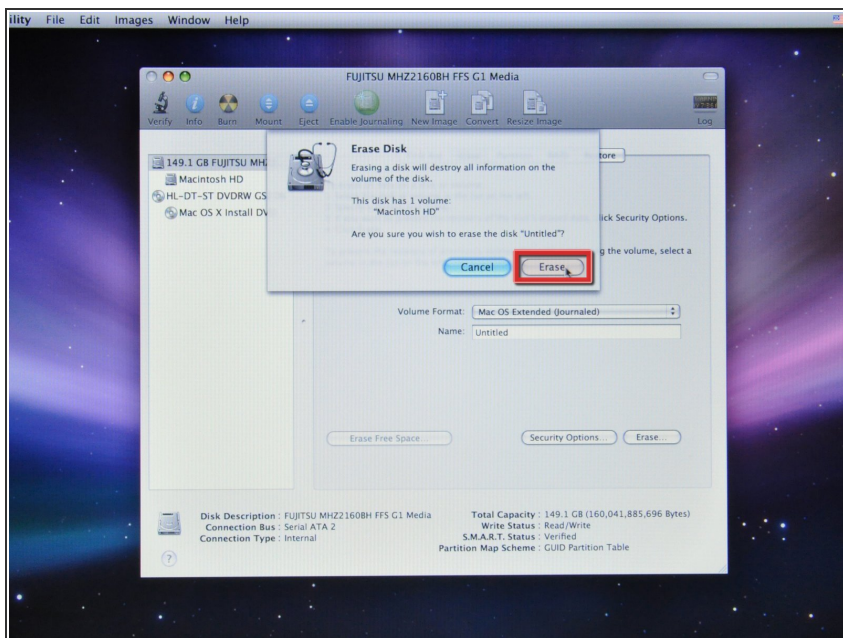 ility File Edit Images Window Help
FUJITSU MHZ2160BH FFS G1 Media
Verify Info Burn Mount Eject Enable Journaling New Image Convert Resize Image Log
149.1 GB FUJITSU MH
Macintosh HD
HL-DT-ST DVDRW GS
Mac OS X Install DV
Erase Disk
Erasing a disk will destroy all information on the
volume of the disk.
This disk has 1 volume:
"Macintosh HD"
Are you sure you wish to erase the disk "Untitled"?
Cancel Erase
tore
lick Security Options.
g the volume, select a
Volume Format: Mac OS Extended (Journaled)
Name: Untitled
Erase Free Space... Security Options... Erase...
Disk Description : FUJITSU MHZ2160BH FFS G1 Media
Connection Bus : Serial ATA 2
Connection Type : Internal
Total Capacity : 149.1 GB (160,041,885,696 Bytes)
Write Status : Read/Write
S.M.A.R.T. Status : Verified
Partition Map Scheme : GUID Partition Table
?